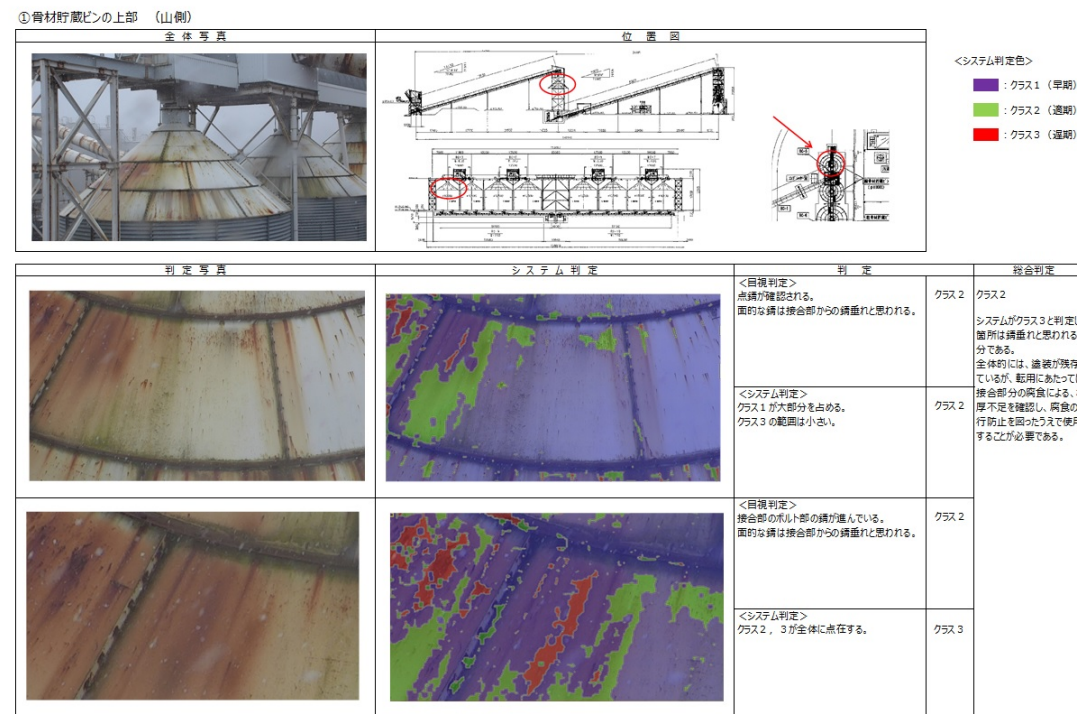 ①骨材貯蔵ビンの上部 （山側）
全体写真
位置図
＜システム判定色＞
：クラス1（早期）
：クラス2（適期）
：クラス3（遅期）
判定写真
システム判定
判定
総合判定
＜目視判定＞
点錆が確認される。
面的な錆は接合部からの錆垂れと思われる。
クラス2
＜システム判定＞
クラス1が大部分を占める。
クラス3の範囲は小さい。
クラス2
＜目視判定＞
接合部のボルト部の錆が進んでいる。
面的な錆は接合部からの錆垂れと思われる。
クラス2
＜システム判定＞
クラス2，3が全体に点在する。
クラス3
クラス2
システムがクラス3と判定し
箇所は錆垂れと思われる
分である。
全体的には、塗装が残存
ているが、転用にあたって
接合部分の腐食による、
厚不足を確認し、腐食の
行防止を図ったうえで使用
することが必要である。